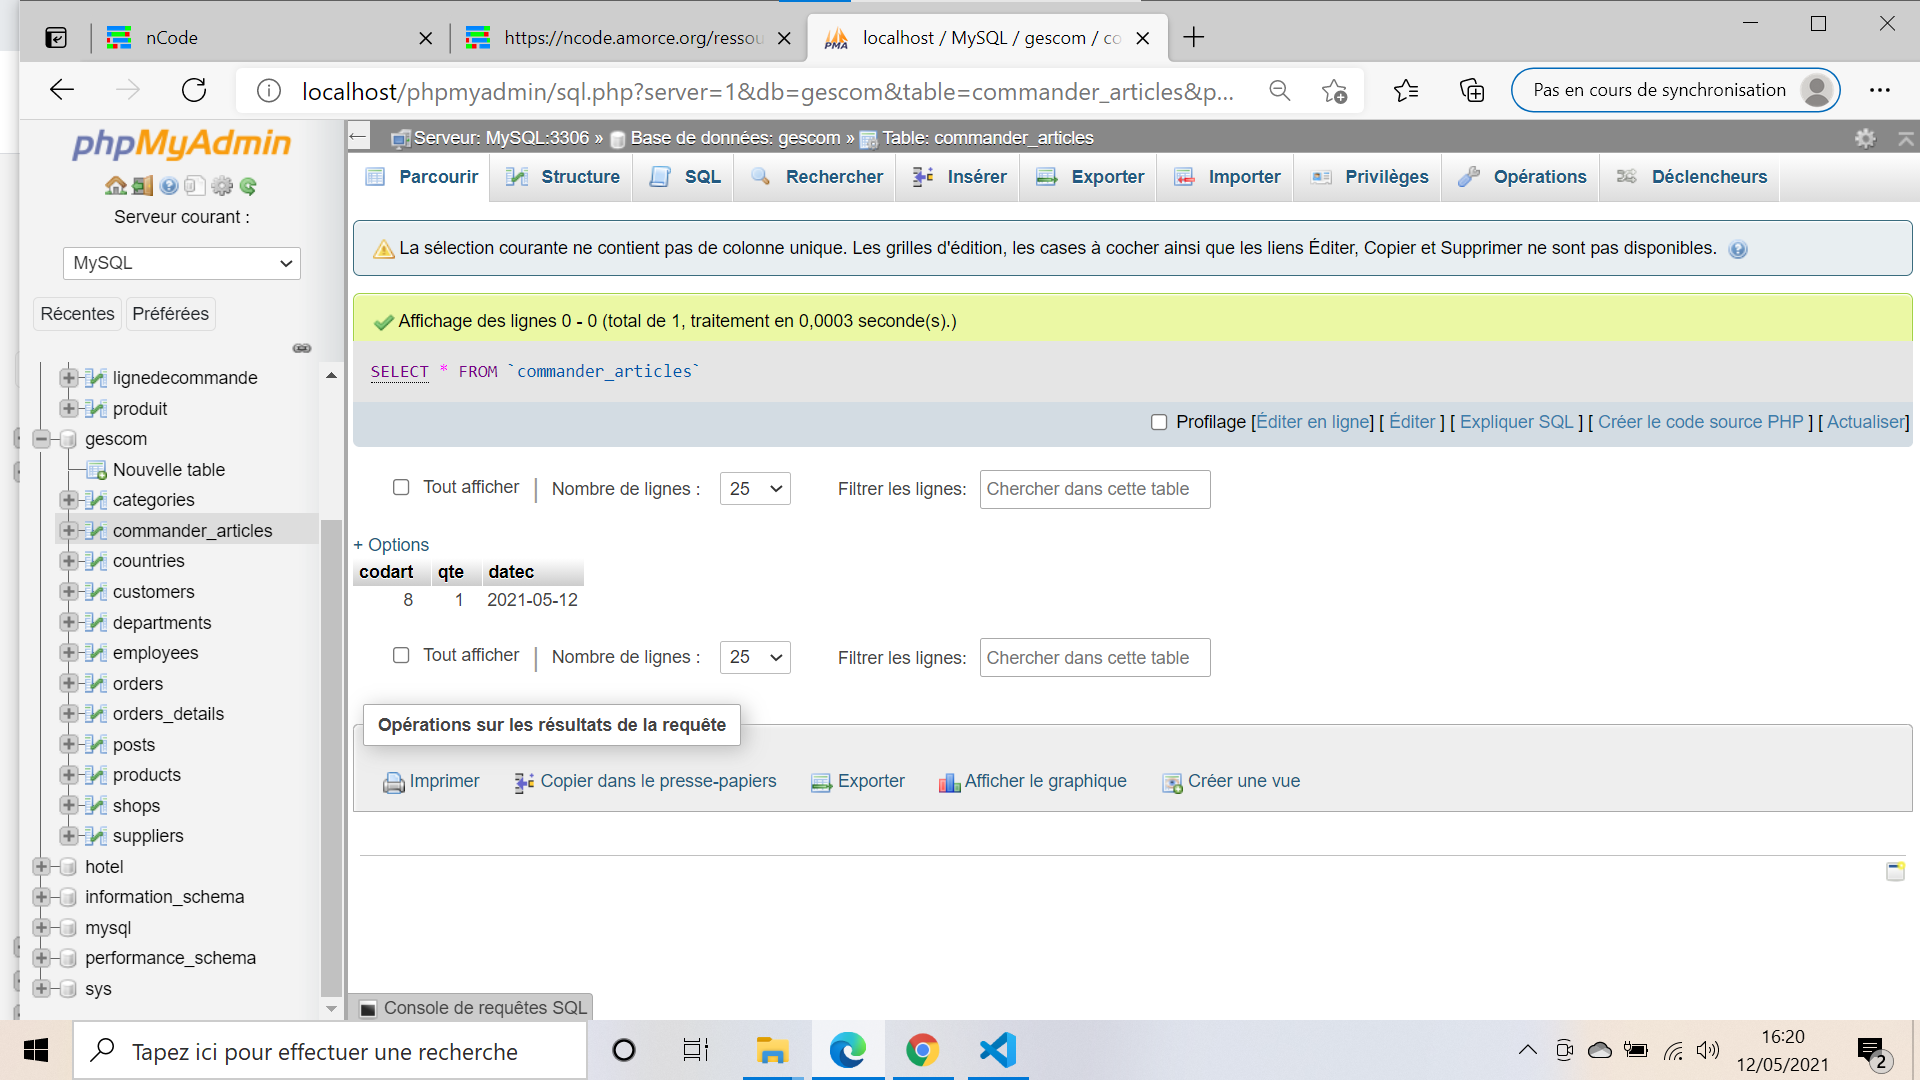 nCode
https://ncode.amorce.org/ressou
localhost / MySQL / gescom / co
localhost/phpmyadmin/sql.php?server=1&db=gescom&table=commander_articles&p...
Pas en cours de synchronisation
phpMyAdmin
Serveur courant :
MySQL
Récentes
Préférées
lignedecommande
produit
gescom
Nouvelle table
categories
commander_articles
countries
customers
departments
employees
orders
orders_details
posts
products
shops
suppliers
hotel
information_schema
mysql
performance_schema
sys
Serveur: MySQL:3306 » Base de données: gescom » Table: commander_articles
Parcourir Structure SQL Rechercher Insérer Exporter Importer Privilèges Opérations Déclencheurs
La sélection courante ne contient pas de colonne unique. Les grilles d'édition, les cases à cocher ainsi que les liens Éditer, Copier et Supprimer ne sont pas disponibles.
Affichage des lignes 0 - 0 (total de 1, traitement en 0,0003 seconde(s).)
SELECT * FROM `commander_articles`
Profilage [Éditer en ligne] [ Éditer ] [ Expliquer SQL ] [ Créer le code source PHP ] [ Actualiser]
Tout afficher | Nombre de lignes : 25 Filtrer les lignes: Chercher dans cette table
+ Options
codart qte datec
8 1 2021-05-12
Tout afficher | Nombre de lignes : 25 Filtrer les lignes: Chercher dans cette table
Opérations sur les résultats de la requête
Imprimer Copier dans le presse-papiers Exporter Afficher le graphique Créer une vue
Console de requêtes SQL
Tapez ici pour effectuer une recherche
16:20
12/05/2021
2